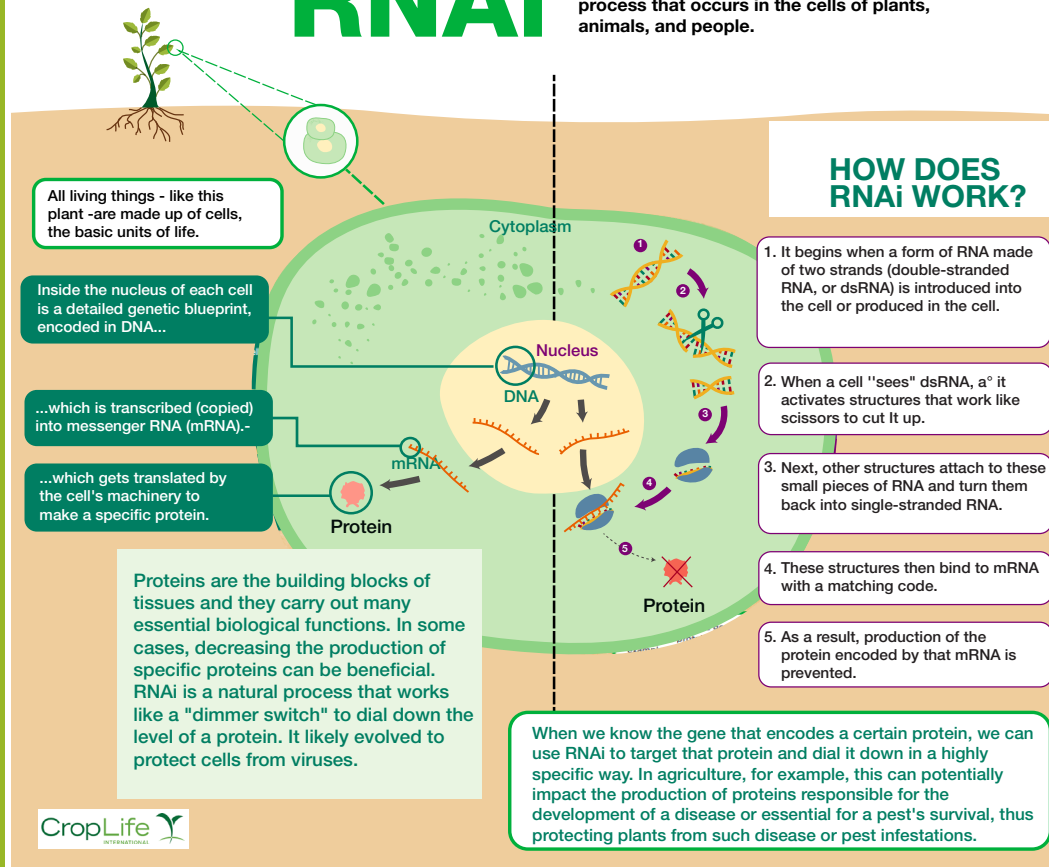 RNAi
process that occurs in the cells of plants,
animals, and people.
All living things - like this
plant -are made up of cells,
the basic units of life.
Inside the nucleus of each cell
is a detailed genetic blueprint,
encoded in DNA...
...which is transcribed (copied)
into messenger RNA (mRNA).-
...which gets translated by
the cell's machinery to
make a specific protein.
Cytoplasm
Nucleus
DNA
mRNA
Protein
1
2
3
4
5
Protein
HOW DOES
RNAi WORK?
1. It begins when a form of RNA made
of two strands (double-stranded
RNA, or dsRNA) is introduced into
the cell or produced in the cell.
2. When a cell ''sees" dsRNA, a° it
activates structures that work like
scissors to cut It up.
3. Next, other structures attach to these
small pieces of RNA and turn them
back into single-stranded RNA.
4. These structures then bind to mRNA
with a matching code.
5. As a result, production of the
protein encoded by that mRNA is
prevented.
Proteins are the building blocks of
tissues and they carry out many
essential biological functions. In some
cases, decreasing the production of
specific proteins can be beneficial.
RNAi is a natural process that works
like a "dimmer switch" to dial down the
level of a protein. It likely evolved to
protect cells from viruses.
When we know the gene that encodes a certain protein, we can
use RNAi to target that protein and dial it down in a highly
specific way. In agriculture, for example, this can potentially
impact the production of proteins responsible for the
development of a disease or essential for a pest's survival, thus
protecting plants from such disease or pest infestations.
CropLife
INTERNATIONAL